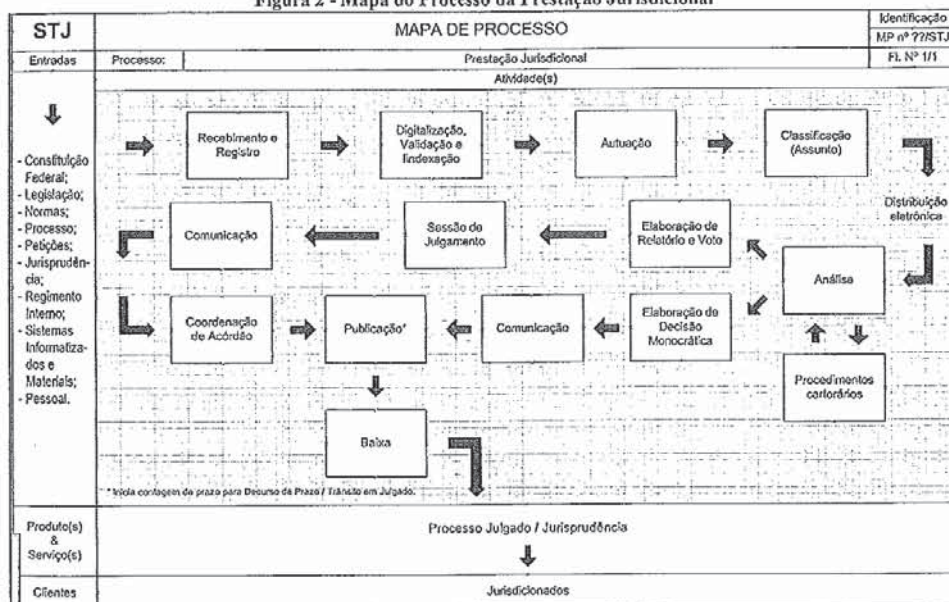 Figura 2 - Mapa do Processo da Prestação Jurisdicional
STJ
MAPA DE PROCESSO
Identificação
MP nº ??/STJ
Entradas
Processo:
Prestação Jurisdicional
Fl. Nº 1/1
Atividade(s)
- Constituição
Federal;
- Legislação;
- Normas;
- Processo;
- Petições;
- Jurisprudên-
cia;
- Regimento
Interno;
- Sistemas
Informatiza-
dos e
Materiais;
- Pessoal.
Recebimento e
Registro
Digitalização,
Validação e
Iindexação
Autuação
Classificação
(Assunto)
Distribuição
eletrônica
Comunicação
Sessão de
Julgamento
Elaboração de
Relatório e Voto
Análise
Coordenação
de Acórdão
Publicação*
Comunicação
Elaboração de
Decisão
Monocrática
Procedimentos
cartorários
Baixa
* Inicia contagem de prazo para Decurso de Prazo / Trânsito em Julgado.
Produto(s)
&
Serviço(s)
Processo Julgado / Jurisprudência
Clientes
Jurisdicionados